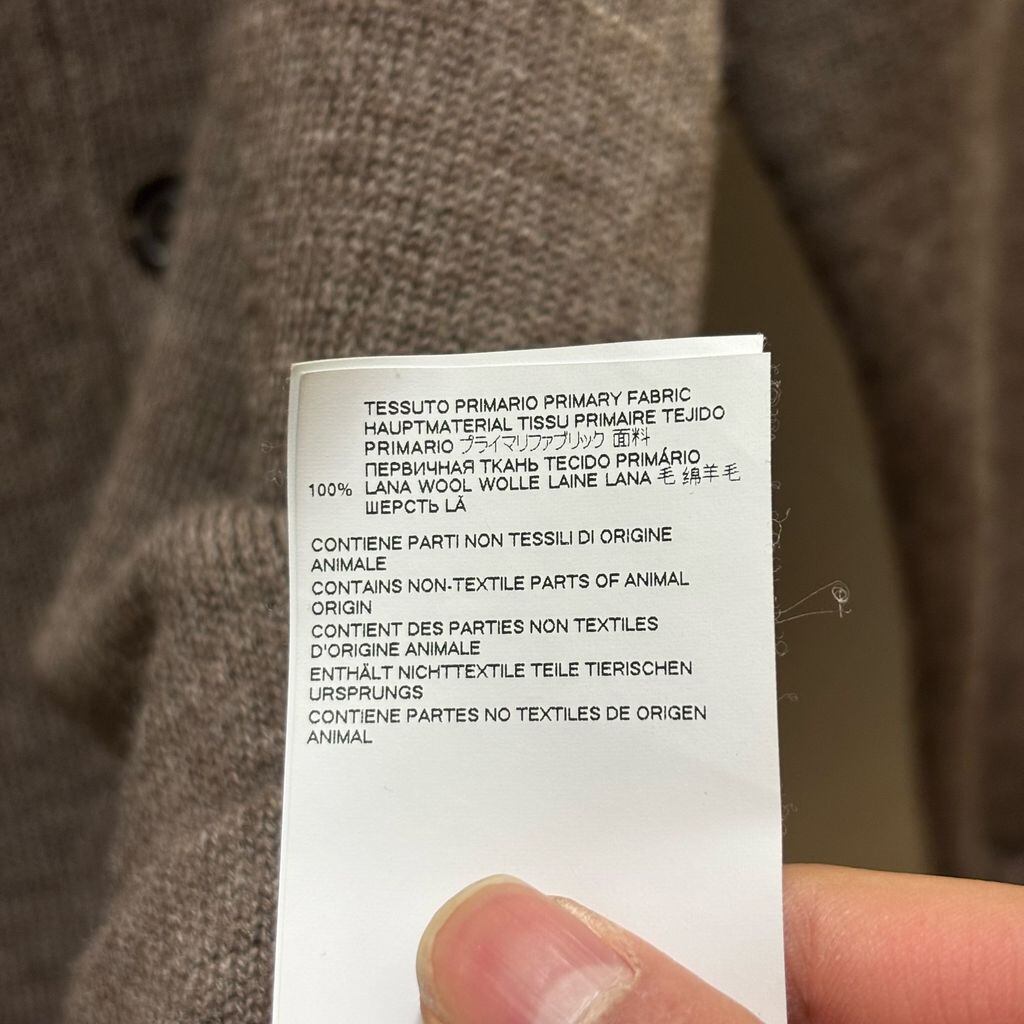 TESSUTO PRIMARIO PRIMARY FABRIC
HAUPTMATERIAL TISSU PRIMAIRE TEJIDO
PRIMARIO プライマリファブリック 面料
ПЕРВИЧНАЯ ТКАНЬ TECIDO PRIMÁRIO
100% LANA WOOL WOLLE LAINE LANA 毛 绵羊毛
ШЕРСТЬ LÃ
CONTIENE PARTI NON TESSILI DI ORIGINE
ANIMALE
CONTAINS NON-TEXTILE PARTS OF ANIMAL
ORIGIN
CONTIENT DES PARTIES NON TEXTILES
D'ORIGINE ANIMALE
ENTHÄLT NICHTTEXTILE TEILE TIERISCHEN
URSPRUNGS
CONTIENE PARTES NO TEXTILES DE ORIGEN
ANIMAL